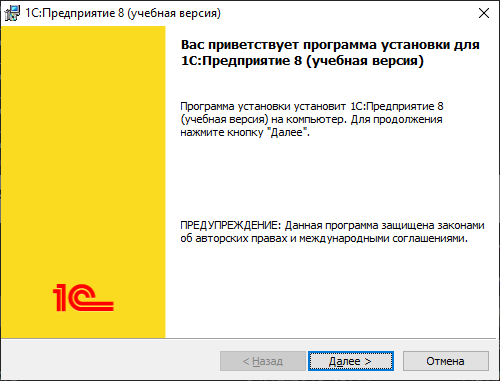 1С:Предприятие 8 (учебная версия)
Вас приветствует программа установки для
1С:Предприятие 8 (учебная версия)
Программа установки установит 1С:Предприятие 8
(учебная версия) на компьютер. Для продолжения
нажмите кнопку "Далее".
ПРЕДУПРЕЖДЕНИЕ: Данная программа защищена законами
об авторских правах и международными соглашениями.
1С
< Назад
Далее >
Отмена